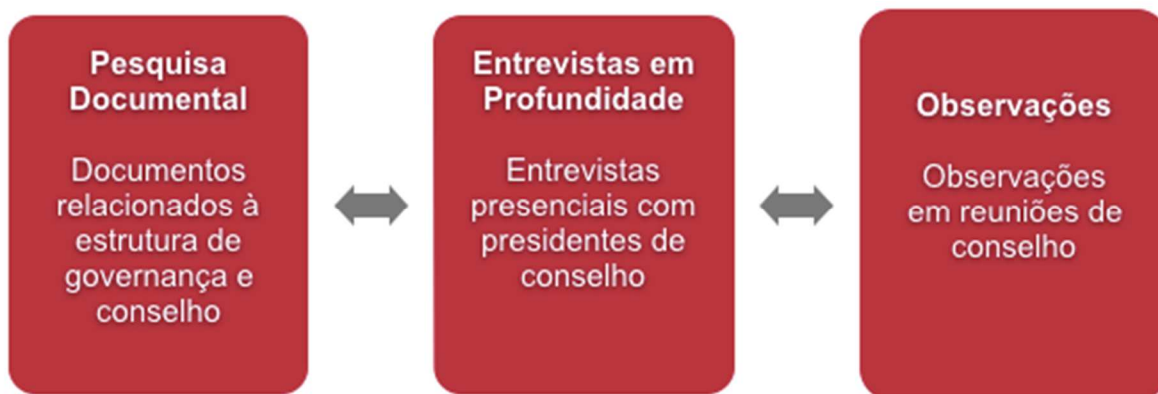 Pesquisa
Documental
Documentos
relacionados à
estrutura de
governança e
conselho
Entrevistas em
Profundidade
Entrevistas
presenciais com
presidentes de
conselho
Observações
Observações
em reuniões de
conselho